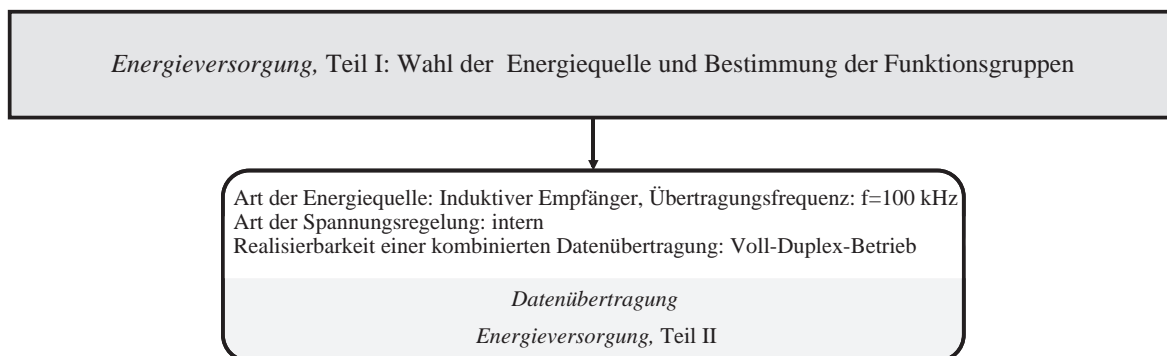 Energieversorgung, Teil I: Wahl der Energiequelle und Bestimmung der Funktionsgruppen
Art der Energiequelle: Induktiver Empfänger, Übertragungsfrequenz: f=100 kHz
Art der Spannungsregelung: intern
Realisierbarkeit einer kombinierten Datenübertragung: Voll-Duplex-Betrieb
Datenübertragung
Energieversorgung, Teil II